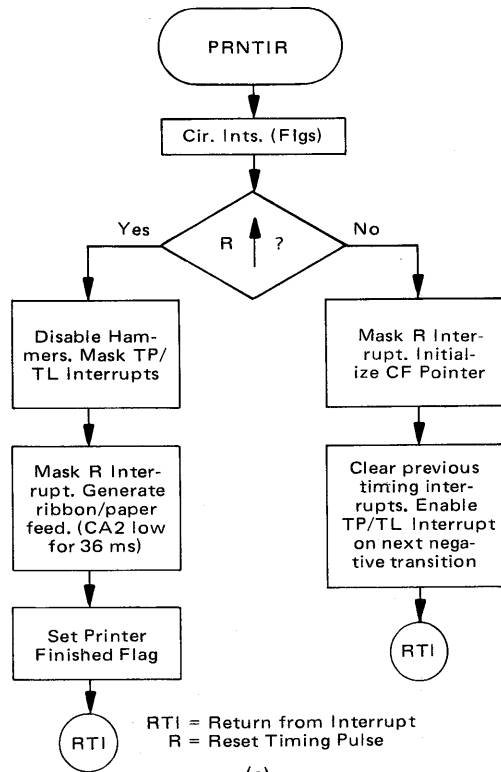 PRNTIR
Cir. Ints. (Flgs)
Yes
R ?
No
Disable Ham-
mers. Mask TP/
TL Interrupts
Mask R Inter-
rupt. Initial-
ize CF Pointer
Mask R Inter-
rupt. Generate
ribbon/paper
feed. (CA2 low
for 36 ms)
Clear previous
timing inter-
rupts. Enable
TP/TL Interrupt
on next nega-
tive transition
Set Printer
Finished Flag
RTI
RTI
RTI = Return from Interrupt
R = Reset Timing Pulse